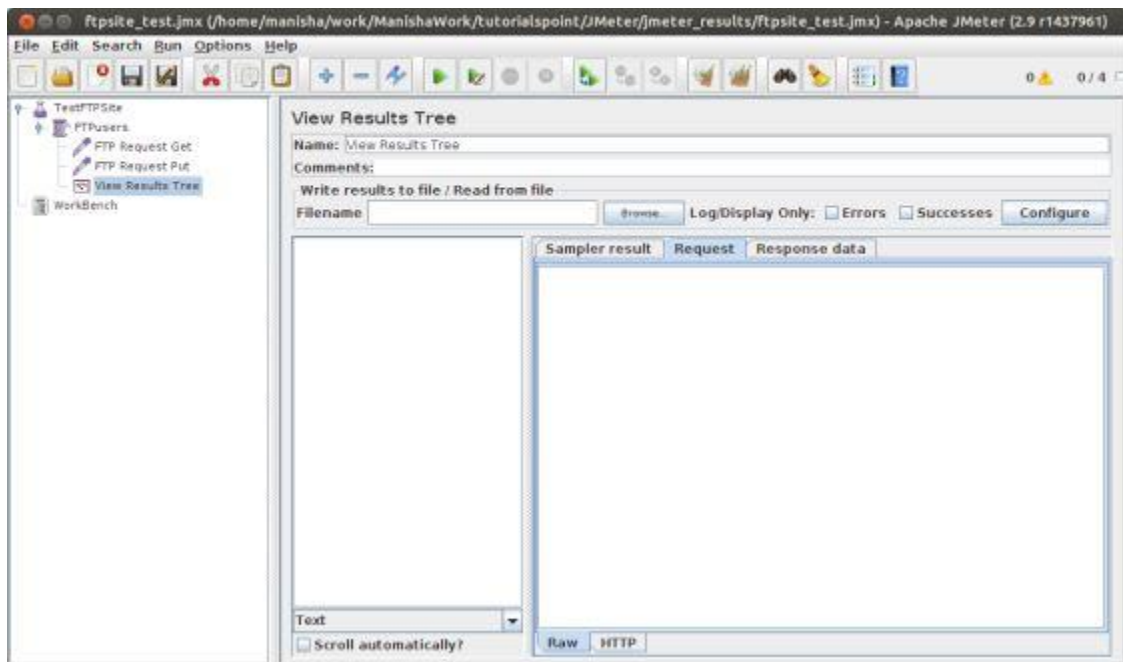 ftpsite_test.jmx (/home/manisha/work/ManishaWork/tutorialspoint/JMeter/jmeter_results/ftpsite_test.jmx) - Apache JMeter (2.9 r1437961)
File Edit Search Run Options Help
0 0 / 4
TestFTPSite
FTPusers
FTP Request Get
FTP Request Put
View Results Tree
WorkBench
View Results Tree
Name: View Results Tree
Comments:
Write results to file / Read from file
Filename Browse... Log/Display Only: Errors Successes Configure
Sampler result Request Response data
Text
Scroll automatically?
Raw HTTP